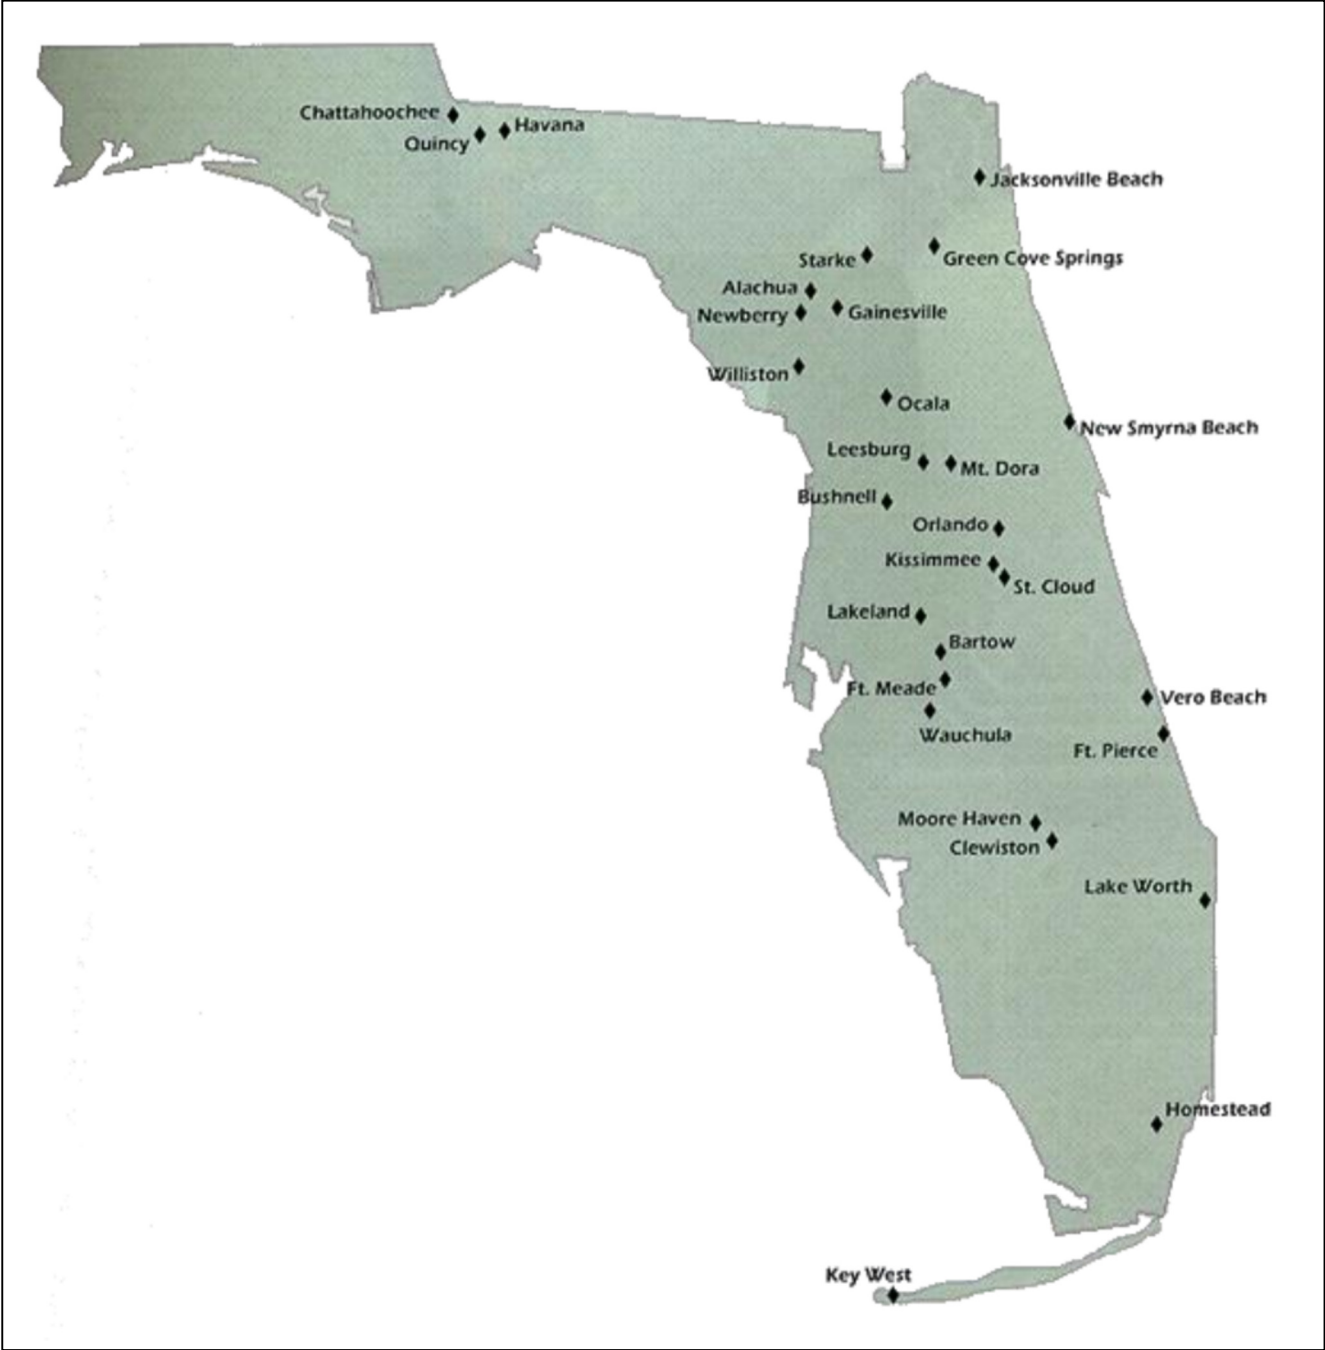 Chattahoochee
Havana
Quincy
Jacksonville Beach
Starke
Green Cove Springs
Alachua
Newberry
Gainesville
Williston
Ocala
New Smyrna Beach
Leesburg
Mt. Dora
Bushnell
Orlando
Kissimmee
St. Cloud
Lakeland
Bartow
Ft. Meade
Vero Beach
Wauchula
Ft. Pierce
Moore Haven
Clewiston
Lake Worth
Homestead
Key West